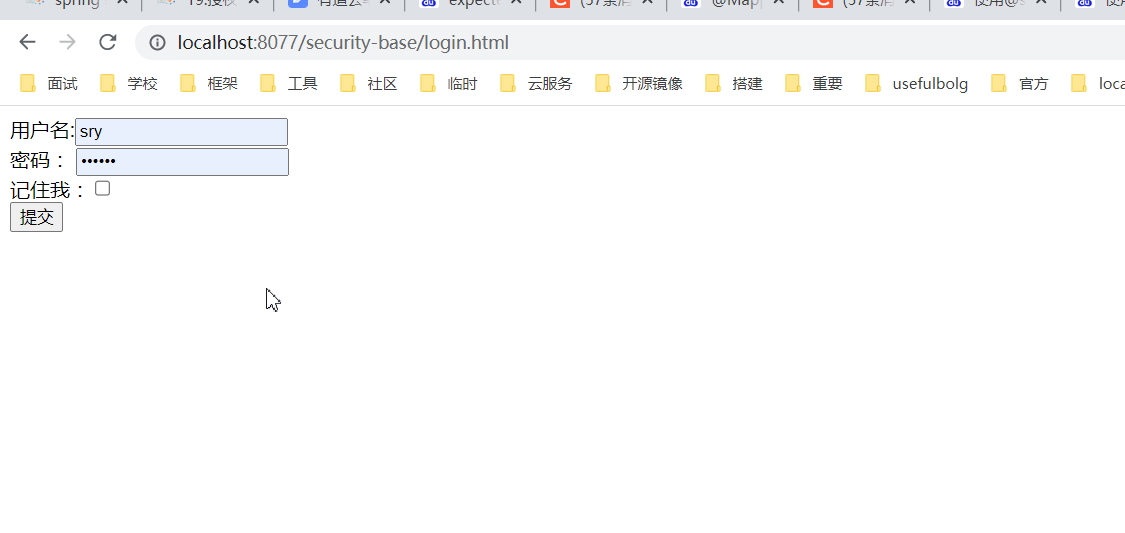 spring
19.授权
有道云
expecte
(57条消
@Map
(57条消
使用@s
使用
localhost:8077/security-base/login.html
面试 学校 框架 工具 社区 临时 云服务 开源镜像 搭建 重要 usefulbolg 官方 loca
用户名:sry
密码： ••••••
记住我：
提交